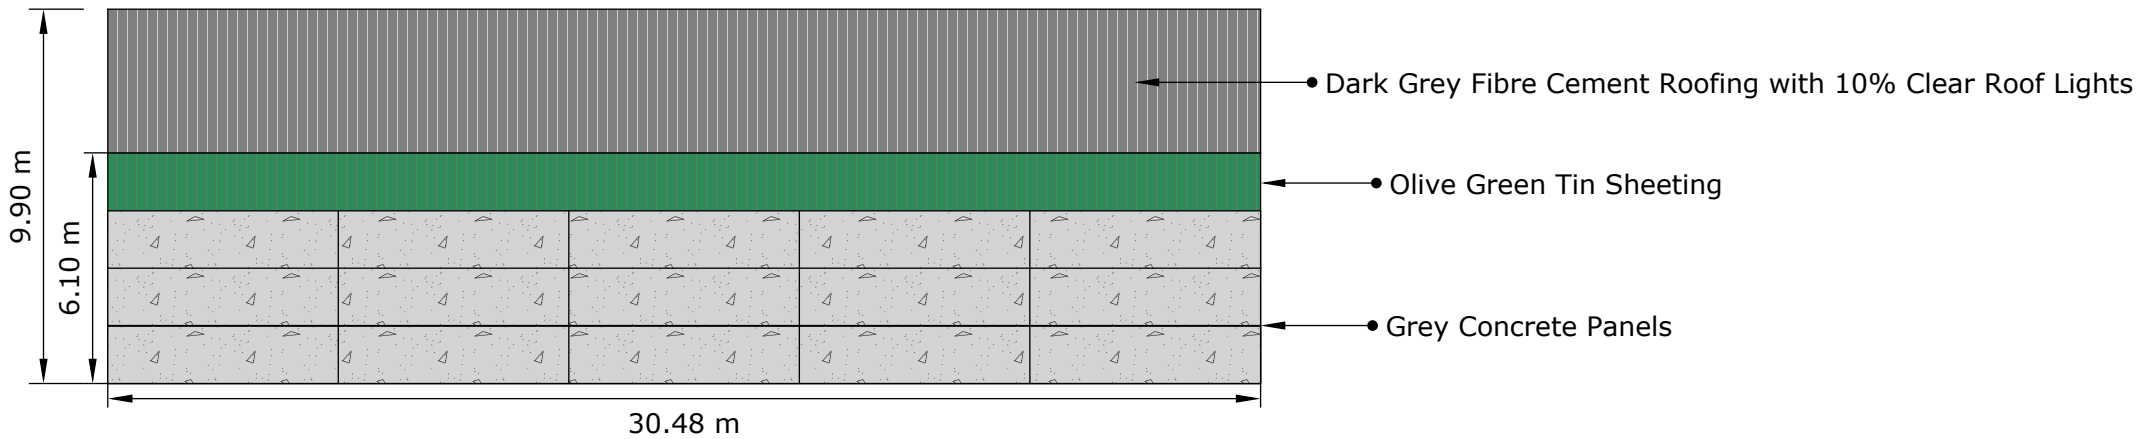 Dark Grey Fibre Cement Roofing with 10% Clear Roof Lights
Olive Green Tin Sheeting
Grey Concrete Panels
9.90 m
6.10 m
30.48 m